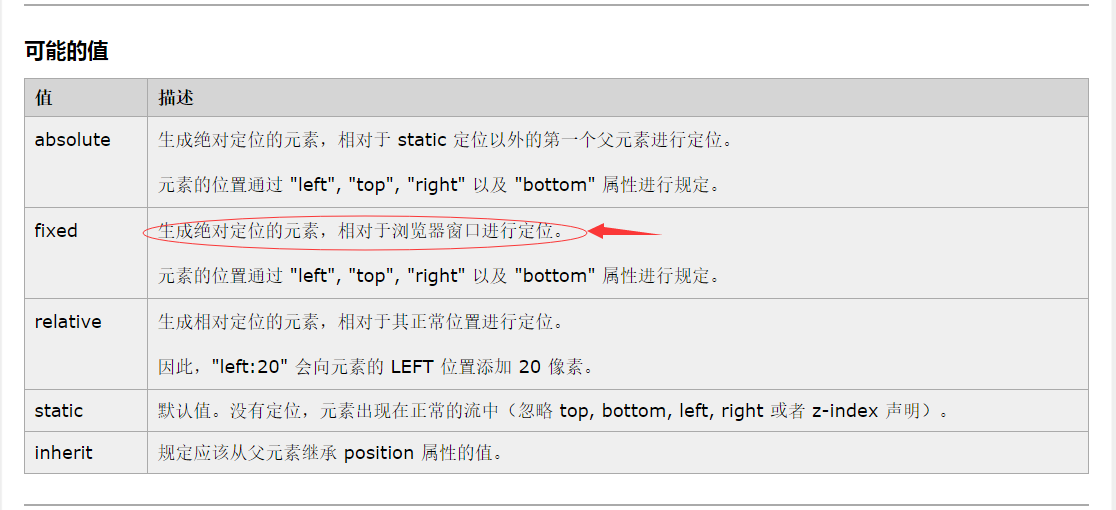 可能的值
值 描述
absolute 生成绝对定位的元素，相对于 static 定位以外的第一个父元素进行定位。
元素的位置通过 "left", "top", "right" 以及 "bottom" 属性进行规定。
fixed 生成绝对定位的元素，相对于浏览器窗口进行定位。
元素的位置通过 "left", "top", "right" 以及 "bottom" 属性进行规定。
relative 生成相对定位的元素，相对于其正常位置进行定位。
因此，"left:20" 会向元素的 LEFT 位置添加 20 像素。
static 默认值。没有定位，元素出现在正常的流中（忽略 top, bottom, left, right 或者 z-index 声明）。
inherit 规定应该从父元素继承 position 属性的值。